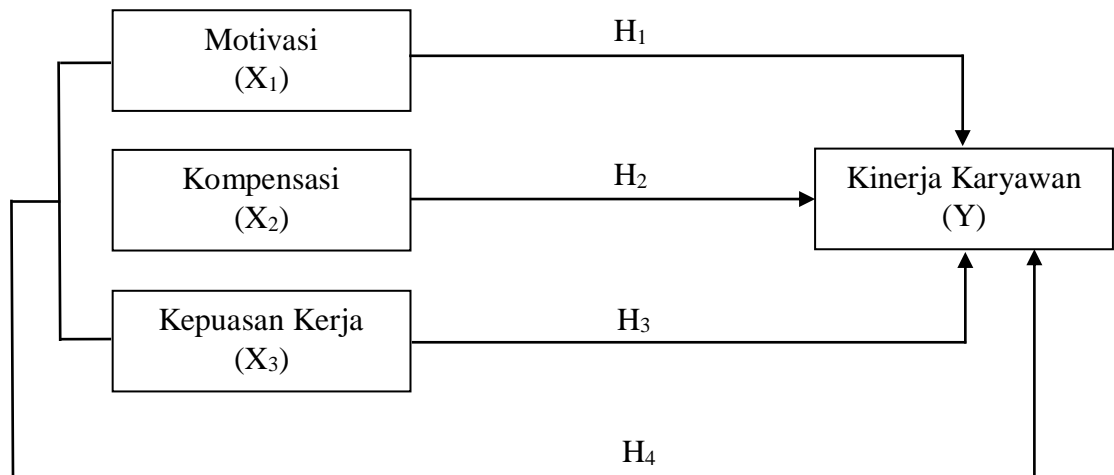 Motivasi
(X₁)
H₁
Kompensasi
(X₂)
H₂
Kinerja Karyawan
(Y)
Kepuasan Kerja
(X₃)
H₃
H₄